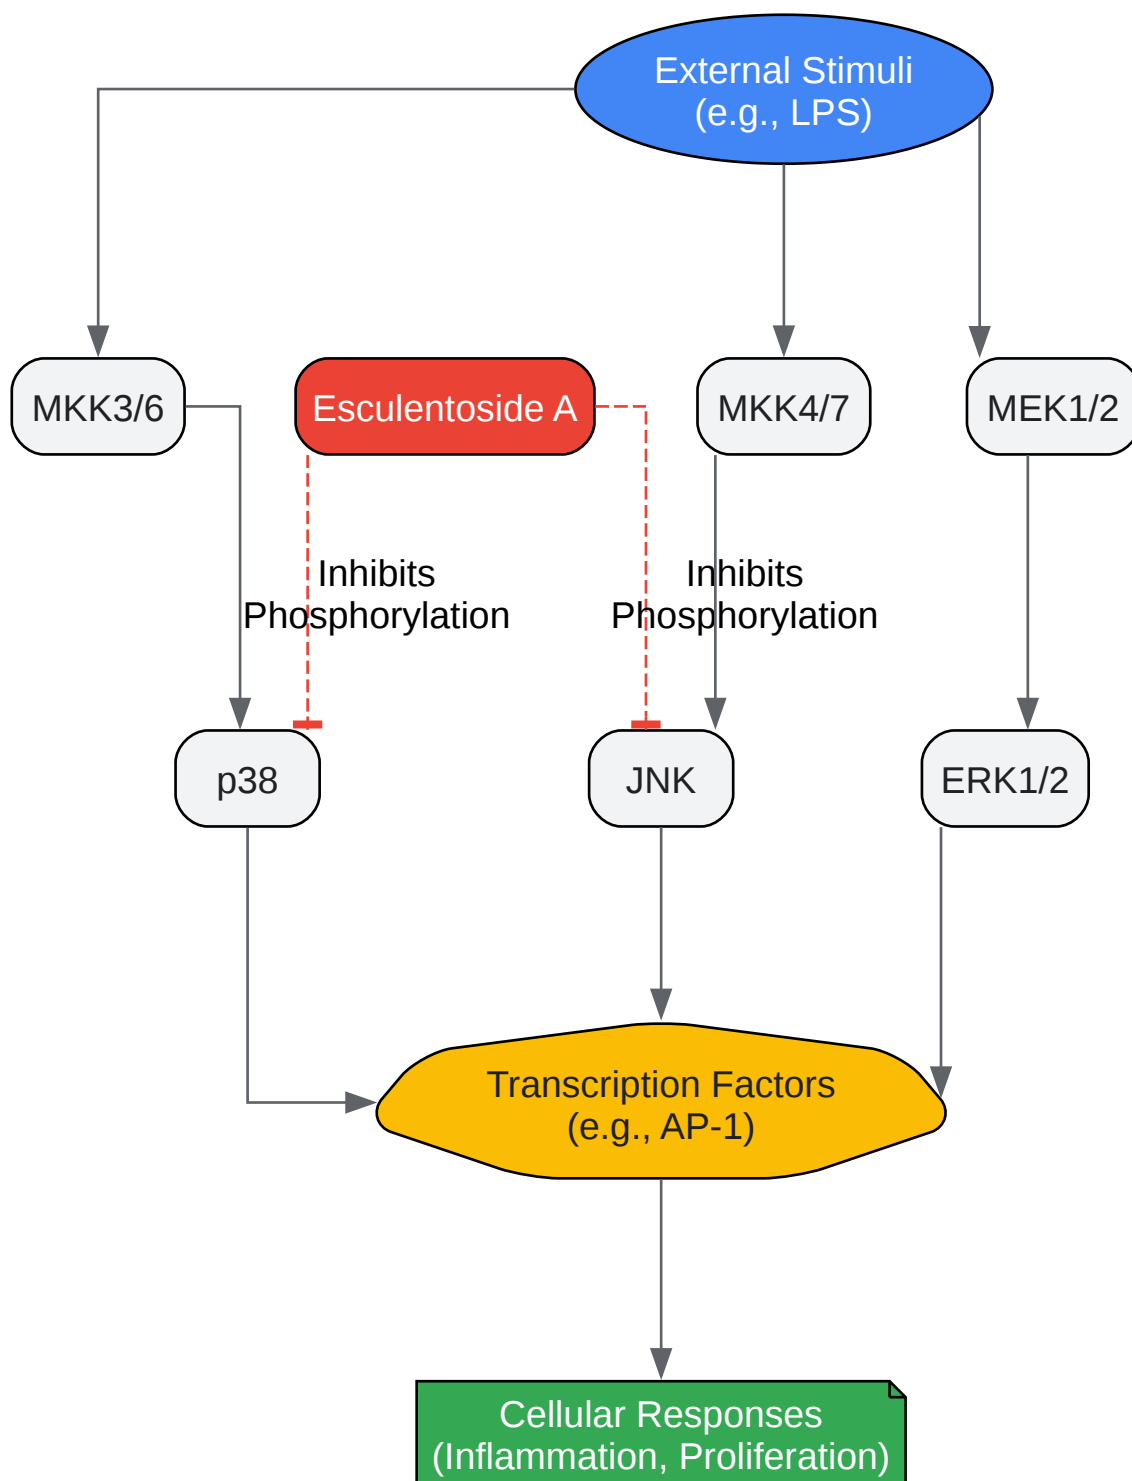 External Stimuli
(e.g., LPS)
MKK3/6
Esculentoside A
MKK4/7
MEK1/2
Inhibits
Phosphorylation
Inhibits
Phosphorylation
p38
JNK
ERK1/2
Transcription Factors
(e.g., AP-1)
Cellular Responses
(Inflammation, Proliferation)